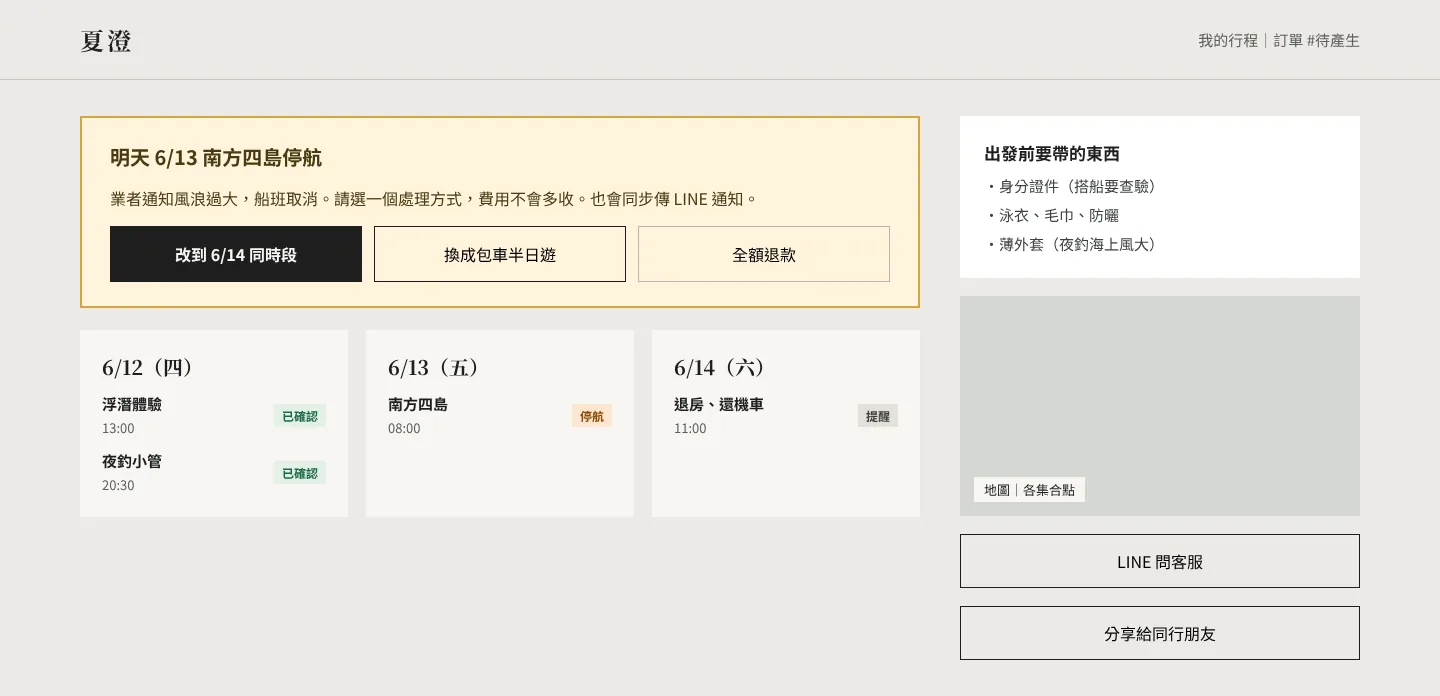 夏澄
我的行程｜訂單 #待產生
明天 6/13 南方四島停航
業者通知風浪過大，船班取消。請選一個處理方式，費用不會多收。也會同步傳 LINE 通知。
改到 6/14 同時段
換成包車半日遊
全額退款
6/12（四）
浮潛體驗
13:00
已確認
夜釣小管
20:30
已確認
6/13（五）
南方四島
08:00
停航
6/14（六）
退房、還機車
11:00
提醒
出發前要帶的東西
・身分證件（搭船要查驗）
・泳衣、毛巾、防曬
・薄外套（夜釣海上風大）
地圖｜各集合點
LINE 問客服
分享給同行朋友